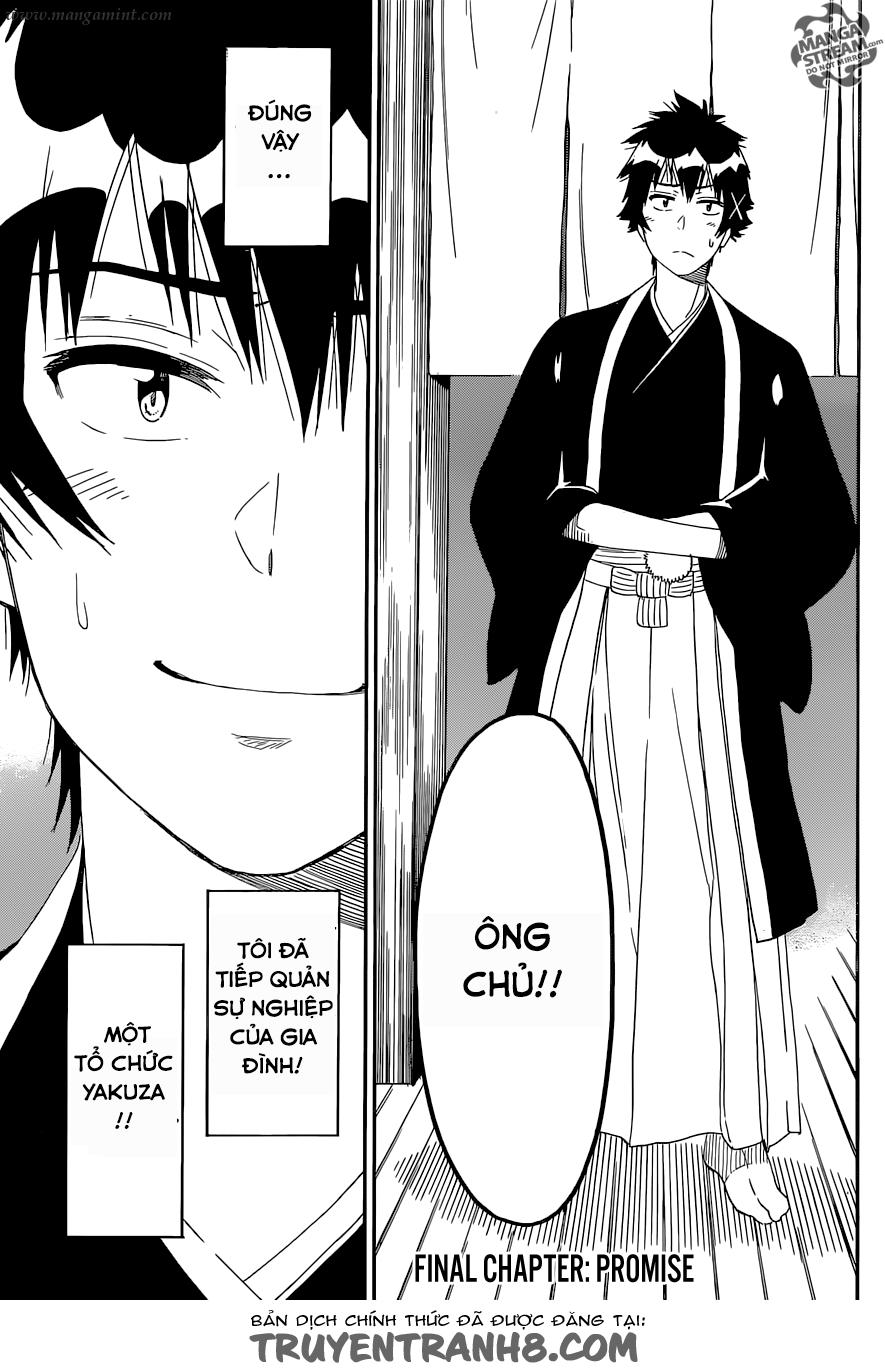 www.mangamint.com
MANGA
STREAM.com
DO NOT MIRROR!
ÔNG
CHỦ!!
FINAL CHAPTER: PROMISE
ĐÚNG
VẬY
...
TÔI ĐÃ
TIẾP QUẢN
SỰ NGHIỆP
CỦA GIA
ĐÌNH!
MỘT
TỔ CHỨC
YAKUZA
!!
BẢN DỊCH CHÍNH THỨC ĐÃ ĐƯỢC ĐĂNG TẠI:
TRUYENTRANH8.COM